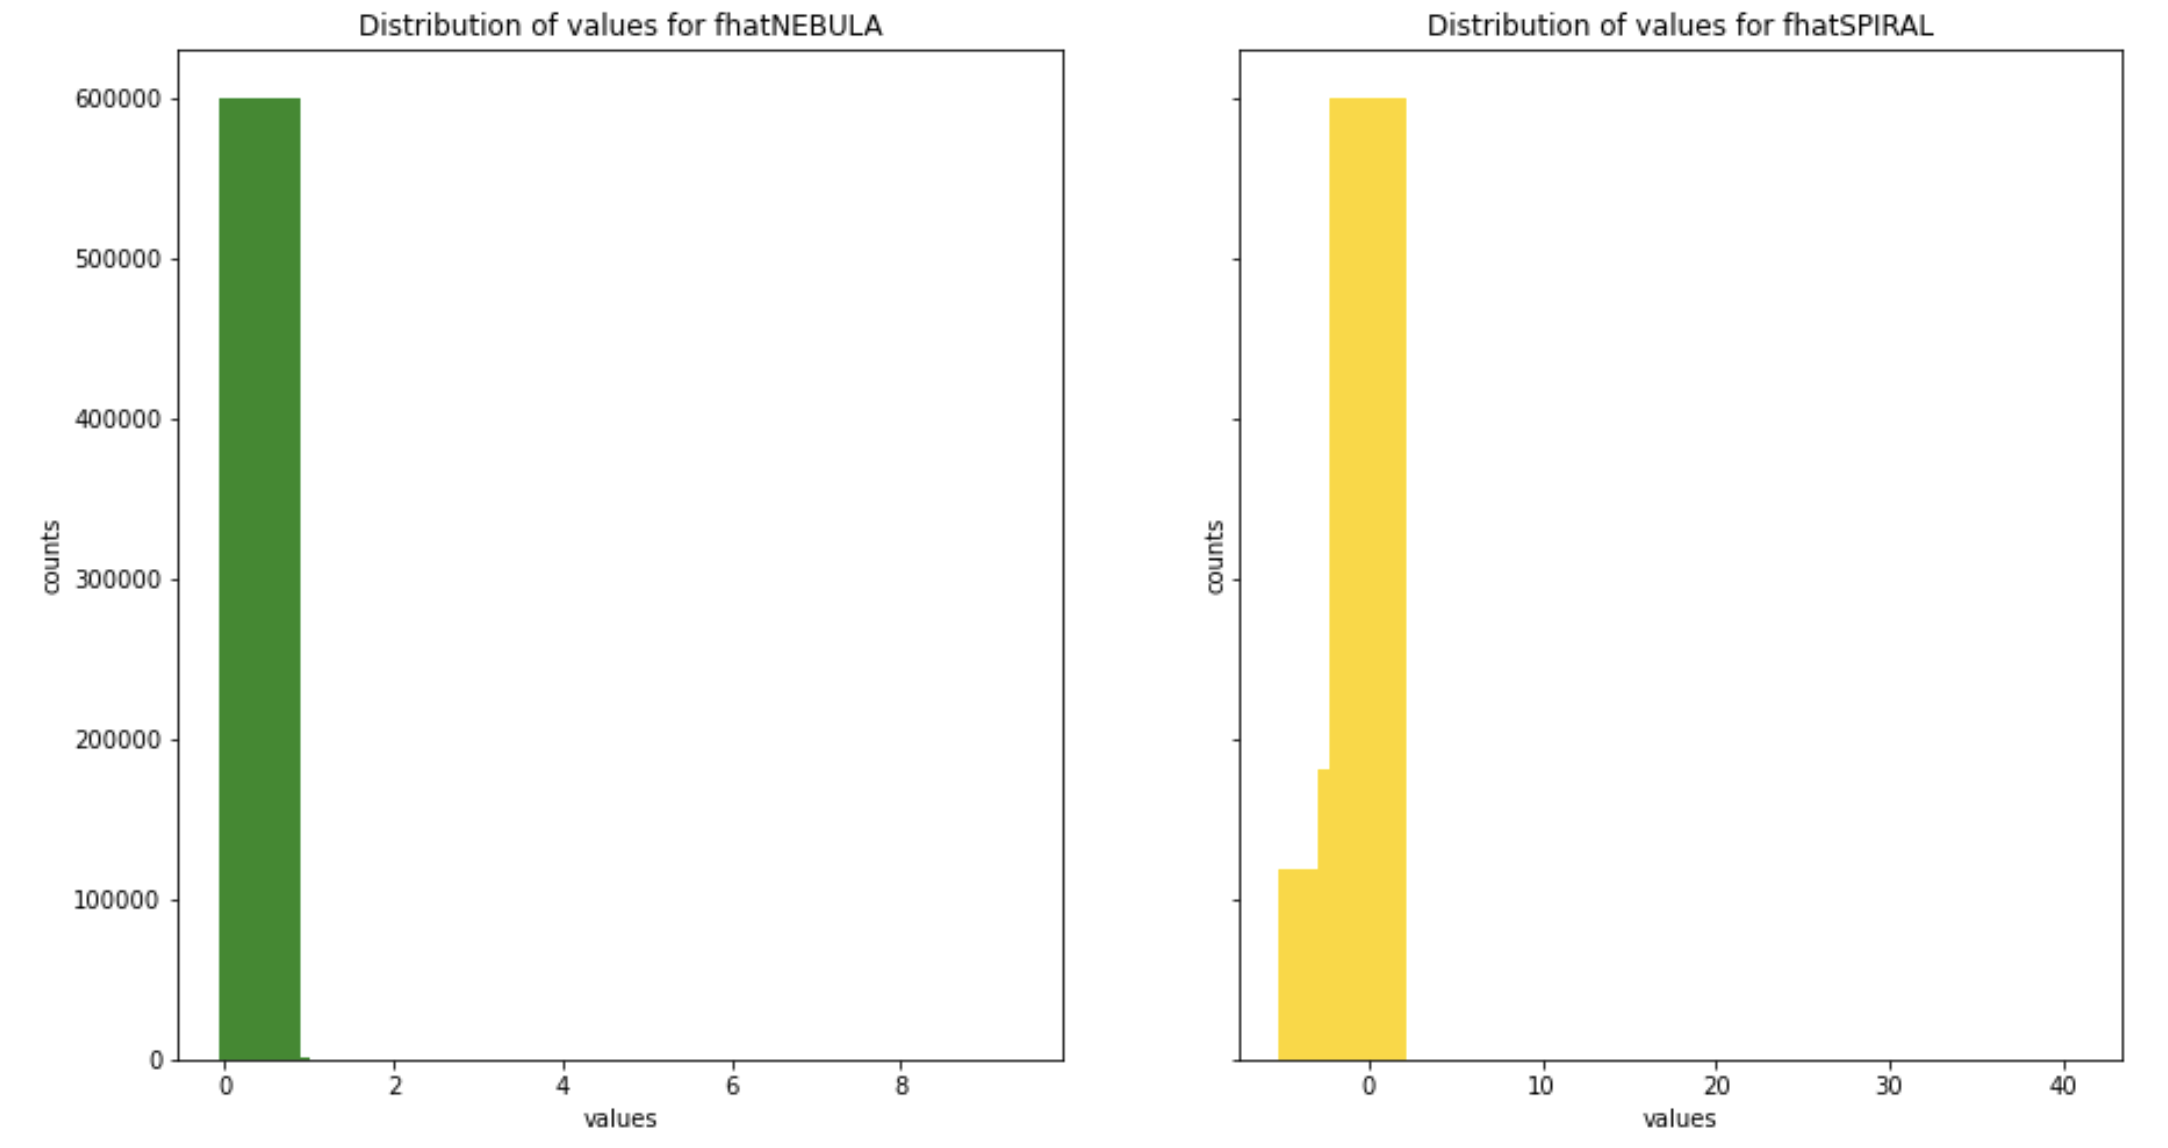 Distribution of values for fhatNEBULA
600000
500000
400000
300000
200000
100000
0
counts
0 2 4 6 8
values
Distribution of values for fhatSPIRAL
counts
0 10 20 30 40
values